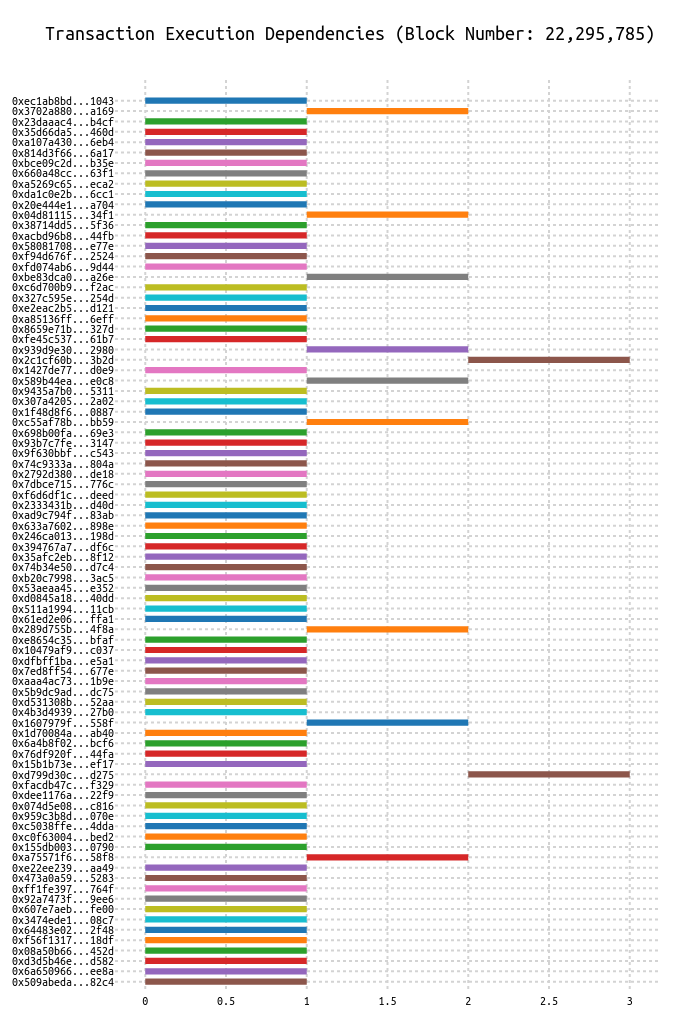 Transaction Execution Dependencies (Block Number: 22,295,785)
0xec1ab8bd...1043
0x3702a880...a169
0x23daaac4...b4cf
0x35d66da5...460d
0xa107a430...6eb4
0x814d3f66...6a17
0xbce09c2d...b35e
0x660a48cc...63f1
0xa5269c65...eca2
0xda1c0e2b...6cc1
0x20e444e1...a704
0x04d81115...34f1
0x38714dd5...5f36
0xacbd96b8...44fb
0x58081708...e77e
0xf94d676f...2524
0xfd074ab6...9d44
0xbe83dca0...a26e
0xc6d700b9...f2ac
0x327c595e...254d
0xe2eac2b5...d121
0xa85136ff...6eff
0x8659e71b...327d
0xfe45c537...61b7
0x939d9e30...2980
0x2c1cf60b...3b2d
0x1427de77...d0e9
0x589b44ea...e0c8
0x9435a7b0...5311
0x307a4205...2a02
0x1f48d8f6...0887
0xc55af78b...bb59
0x698b00fa...69e3
0x93b7c7fe...3147
0x9f630bbf...c543
0x74c9333a...804a
0x2792d380...de18
0x7dbce715...776c
0xf6d6df1c...deed
0x2333431b...d40d
0xad9c794f...83ab
0x633a7602...898e
0x246ca013...198d
0x394767a7...df6c
0x35afc2eb...8f12
0x74b34e50...d7c4
0xb20c7998...3ac5
0x53aeaa45...e352
0xd0845a18...40dd
0x511a1994...11cb
0x61ed2e06...ffa1
0x289d755b...4f8a
0xe8654c35...bfaf
0x10479af9...c037
0xdfbff1ba...e5a1
0x7ed8ff54...677e
0xaaa4ac73...1b9e
0x5b9dc9ad...dc75
0xd531308b...52aa
0x4b3d4939...27b0
0x1607979f...558f
0x1d70084a...ab40
0x6a4b8f02...bcf6
0x76df920f...44fa
0x15b1b73e...ef17
0xd799d30c...d275
0xfacdb47c...f329
0xdee1176a...22f9
0x074d5e08...c816
0x959c3b8d...070e
0xc5038ffe...4dda
0xc0f63004...bed2
0x155db003...0790
0xa75571f6...58f8
0xe22ee239...aa49
0x473a0a59...5283
0xff1fe397...764f
0x92a7473f...9ee6
0x607e7aeb...fe00
0x3474ede1...08c7
0x64483e02...2f48
0xf56f1317...18df
0x08a50b66...452d
0xd3d5b46e...d582
0x6a650966...ee8a
0x509abeda...82c4
0 0.5 1 1.5 2 2.5 3